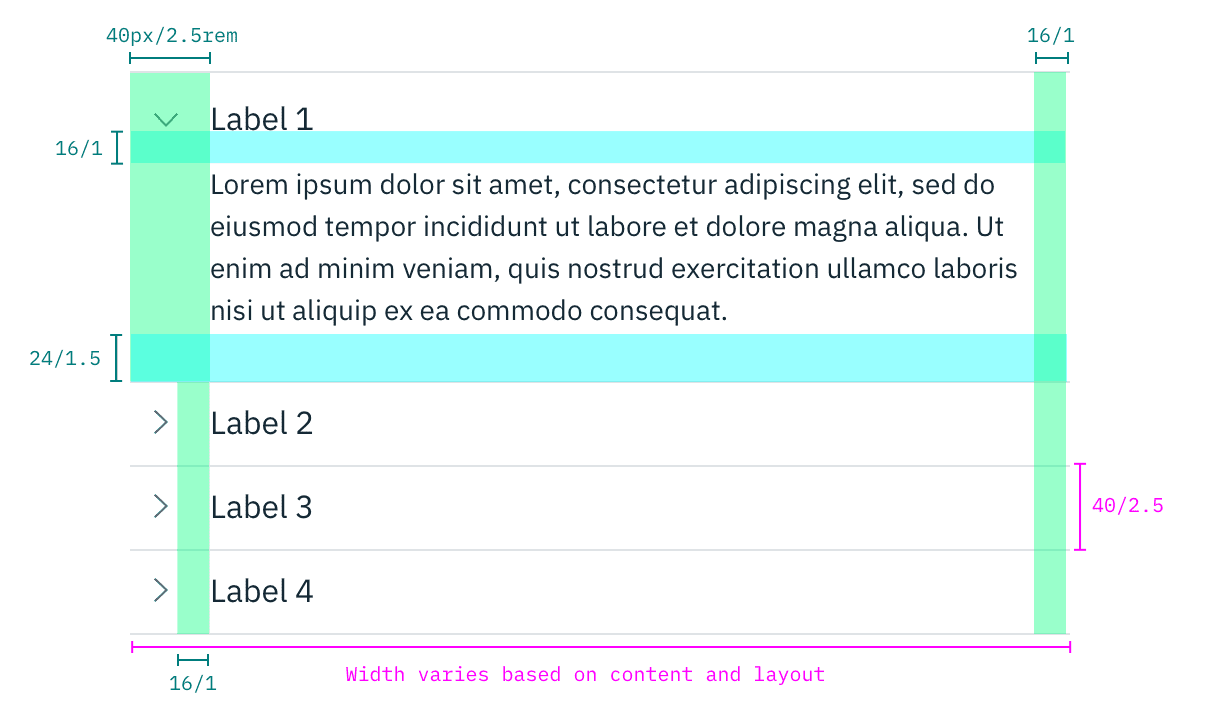 40px/2.5rem
16/1
Label 1
16/1
Lorem ipsum dolor sit amet, consectetur adipiscing elit, sed do
eiusmod tempor incididunt ut labore et dolore magna aliqua. Ut
enim ad minim veniam, quis nostrud exercitation ullamco laboris
nisi ut aliquip ex ea commodo consequat.
24/1.5
Label 2
Label 3
40/2.5
Label 4
Width varies based on content and layout
16/1